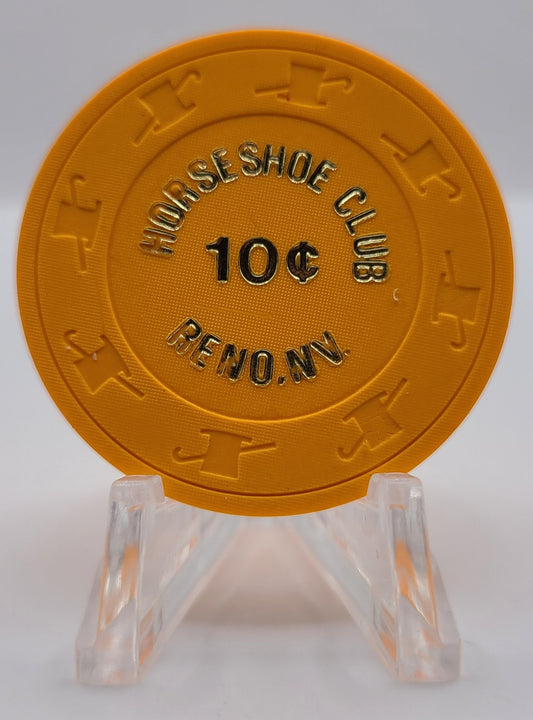 HORSESHOE CLUB
10¢
RENO, NV.